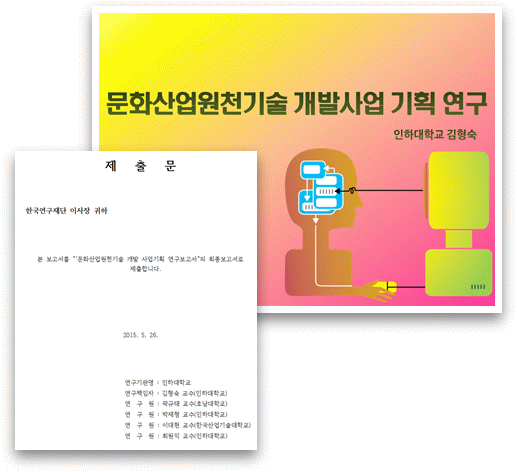 문화산업원천기술 개발사업 기획 연구
인하대학교 김형숙
제 출 문
한국연구재단 이사장 귀하
본 보고서를 "'문화산업원천기술 개발 사업기획 연구보고서"의 최종보고서로
제출합니다.
2015. 5. 26.
연구기관명 : 인하대학교
연구책임자 : 김형숙 교수(인하대학교)
연 구 원 : 곽규태 교수(호남대학교)
연 구 원 : 박재형 교수(인하대학교)
연 구 원 : 이대현 교수(한국산업기술대학교)
연 구 원 : 최원익 교수(인하대학교)